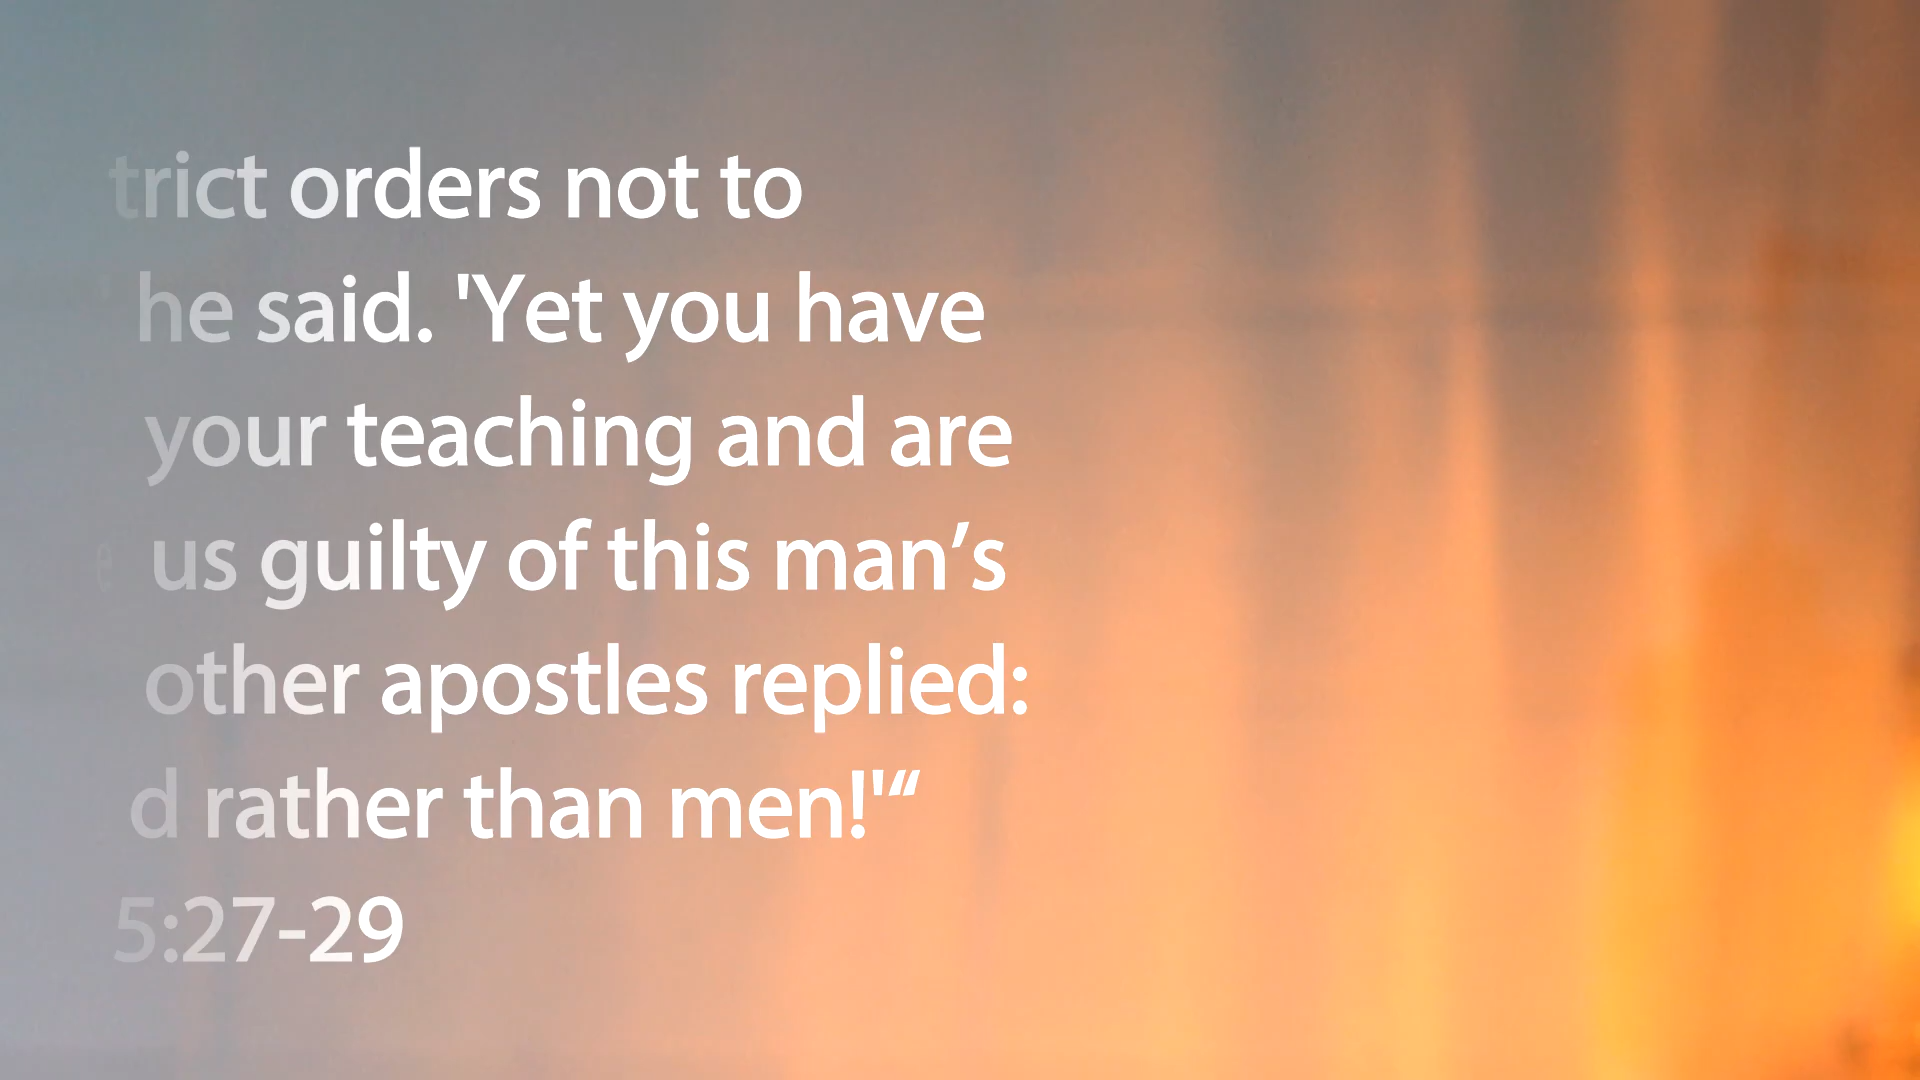 trict orders not to
he said. 'Yet you have
your teaching and are
us guilty of this man’s
other apostles replied:
d rather than men!'“
5:27-29